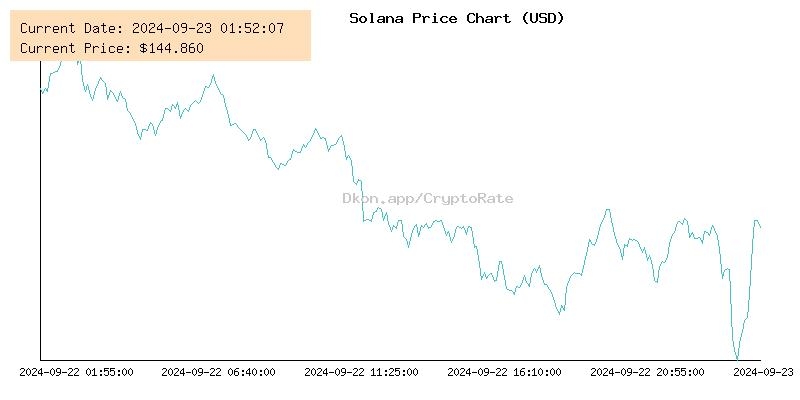 Solana Price Chart (USD)
Current Date: 2024-09-23 01:52:07
Current Price: $144.860
Dkon.app/CryptoRate
2024-09-22 01:55:00 2024-09-22 06:40:00 2024-09-22 11:25:00 2024-09-22 16:10:00 2024-09-22 20:55:00 2024-09-23